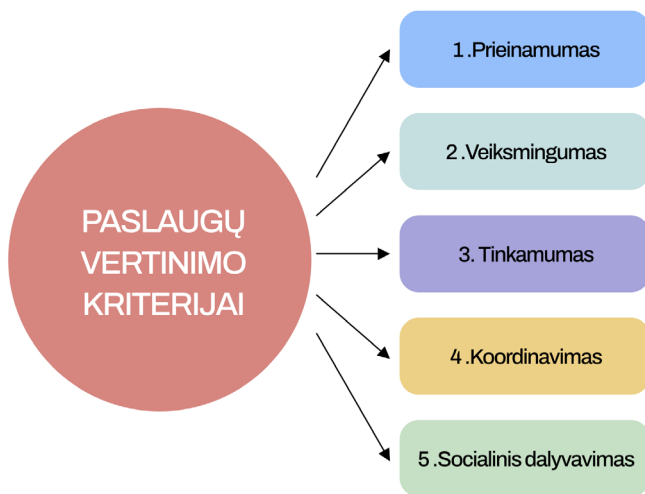 PASLAUGŲ
VERTINIMO
KRITERIJAI
1.Prieinamumas
2.Veiksmingumas
3. Tinkamumas
4.Koordinavimas
5.Socialinis dalyvavimas